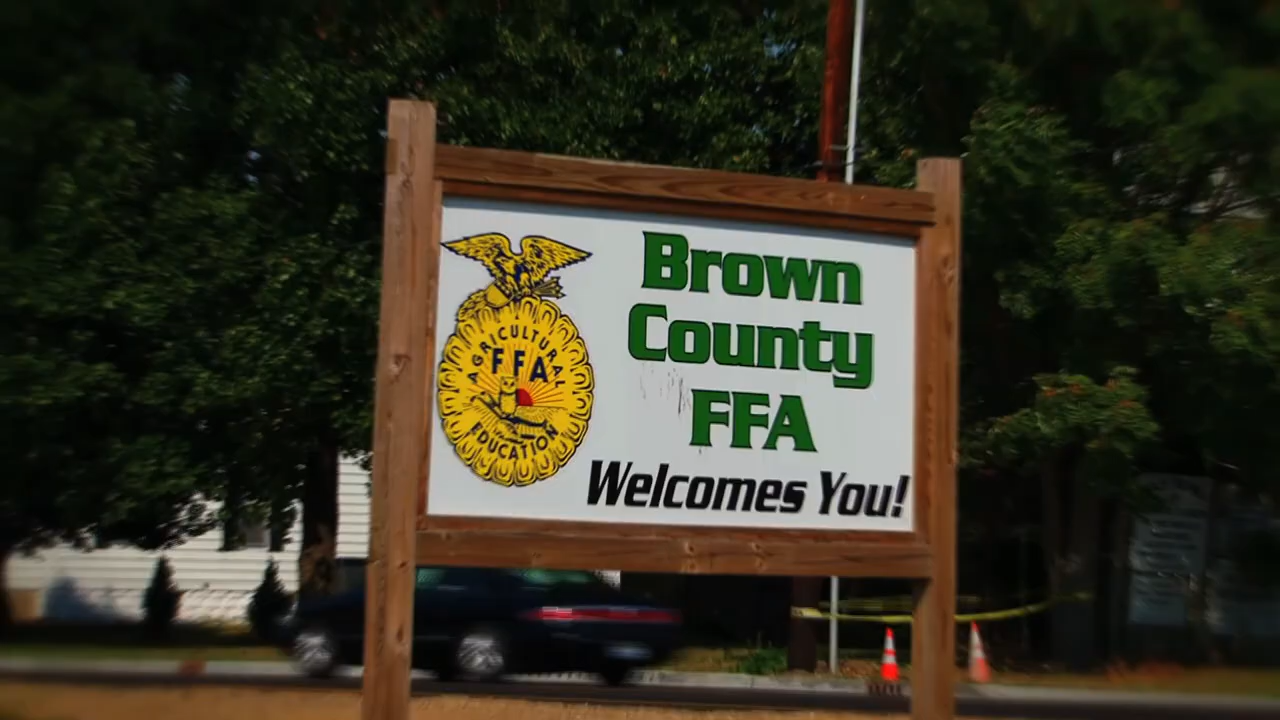 AGRICULTURAL
FFA
EDUCATION
Brown
County
FFA
Welcomes You!